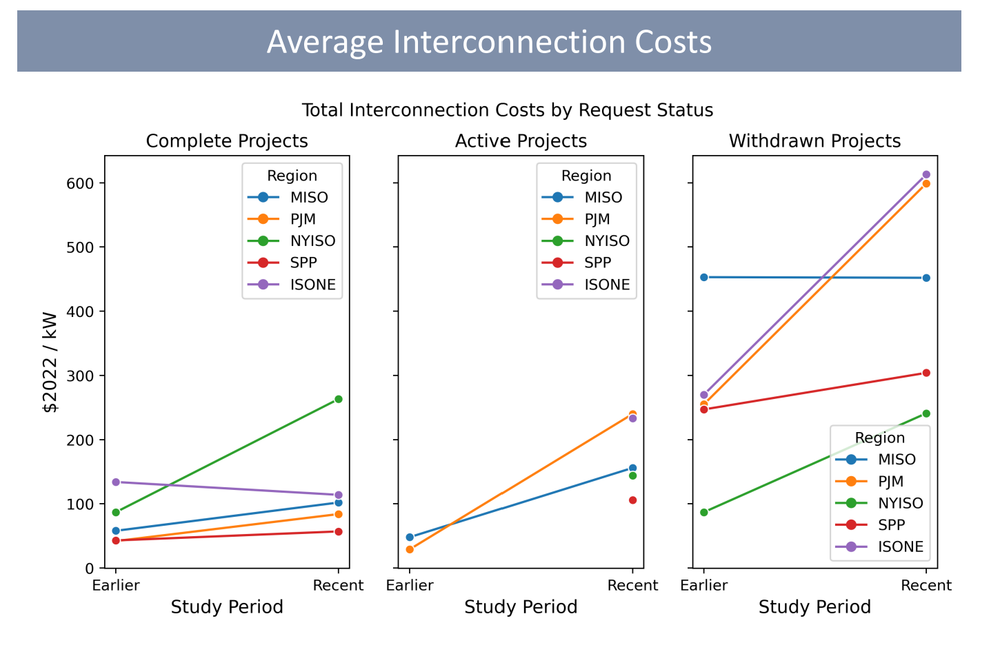 Average Interconnection Costs
Total Interconnection Costs by Request Status
Complete Projects
Active Projects
Withdrawn Projects
$2022 / kW
600
500
400
300
200
100
0
Region
MISO
PJM
NYISO
SPP
ISONE
Earlier
Recent
Study Period
Region
MISO
PJM
NYISO
SPP
ISONE
Earlier
Recent
Study Period
Region
MISO
PJM
NYISO
SPP
ISONE
Earlier
Recent
Study Period